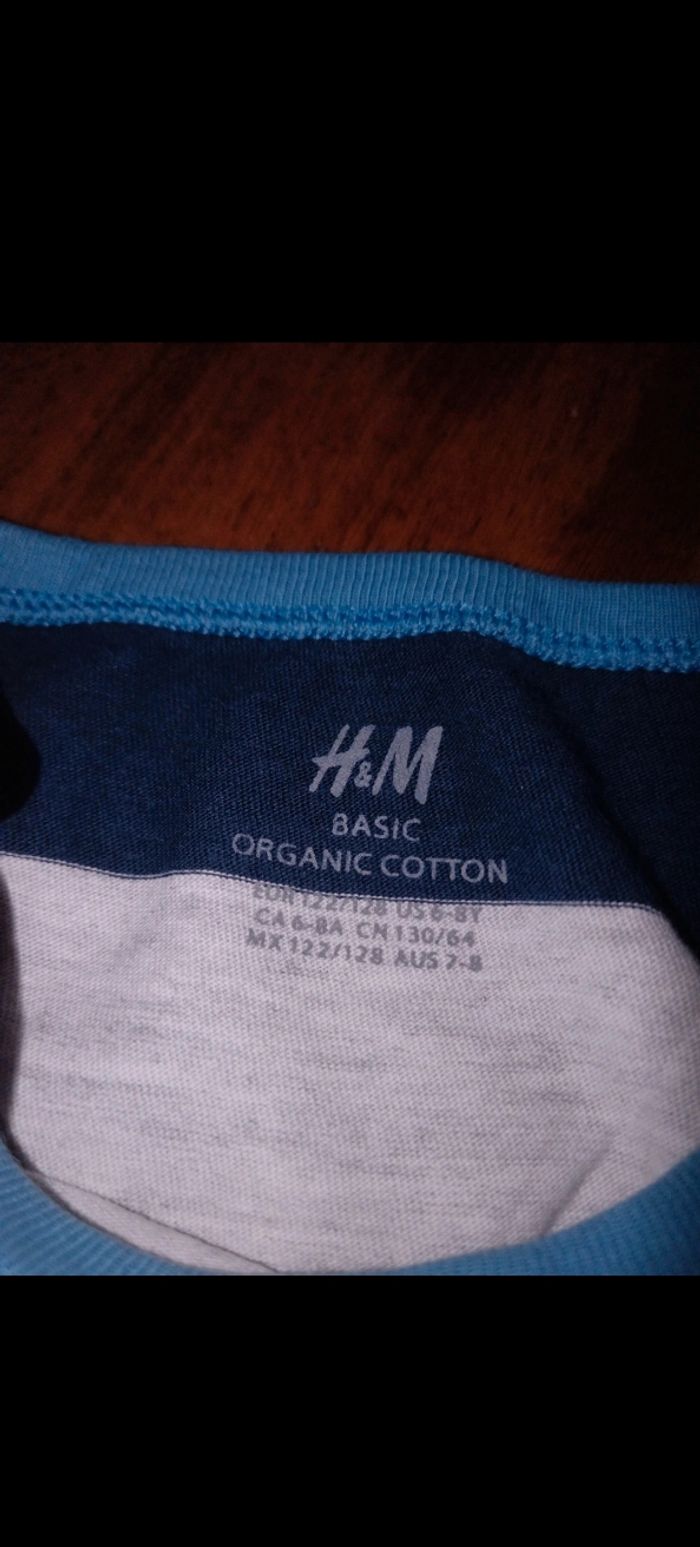 H&M
BASIC
ORGANIC COTTON
EUR 122/128 US 6-8Y
CA 6-8A CN 130/64
MX 122/128 AUS 7-8